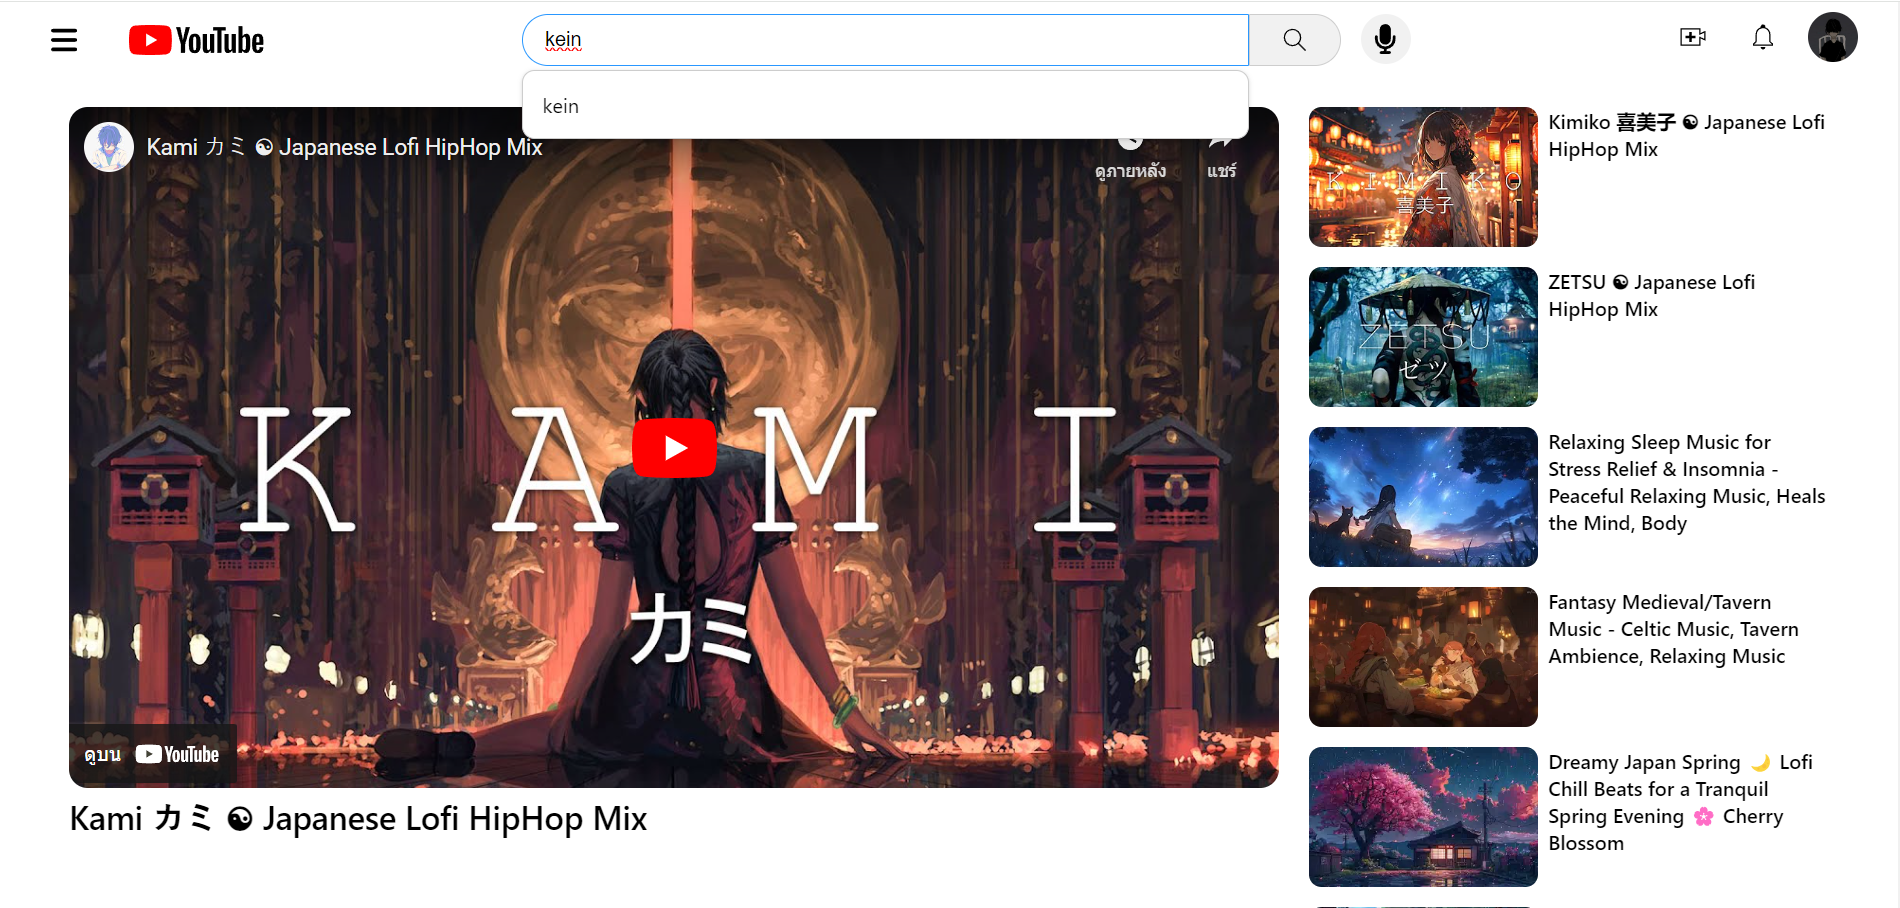 YouTube
kein
kein
Kami カミ ☯ Japanese Lofi HipHop Mix
ดูภายหลัง
แชร์
K A M I
カミ
ดูบน YouTube
Kami カミ ☯ Japanese Lofi HipHop Mix
K I M I K O
喜美子
Kimiko 喜美子 ☯ Japanese Lofi
HipHop Mix
ZETSU
ゼツ
ZETSU ☯ Japanese Lofi
HipHop Mix
Relaxing Sleep Music for
Stress Relief & Insomnia -
Peaceful Relaxing Music, Heals
the Mind, Body
Fantasy Medieval/Tavern
Music - Celtic Music, Tavern
Ambience, Relaxing Music
Dreamy Japan Spring 🌙 Lofi
Chill Beats for a Tranquil
Spring Evening 🌸 Cherry
Blossom